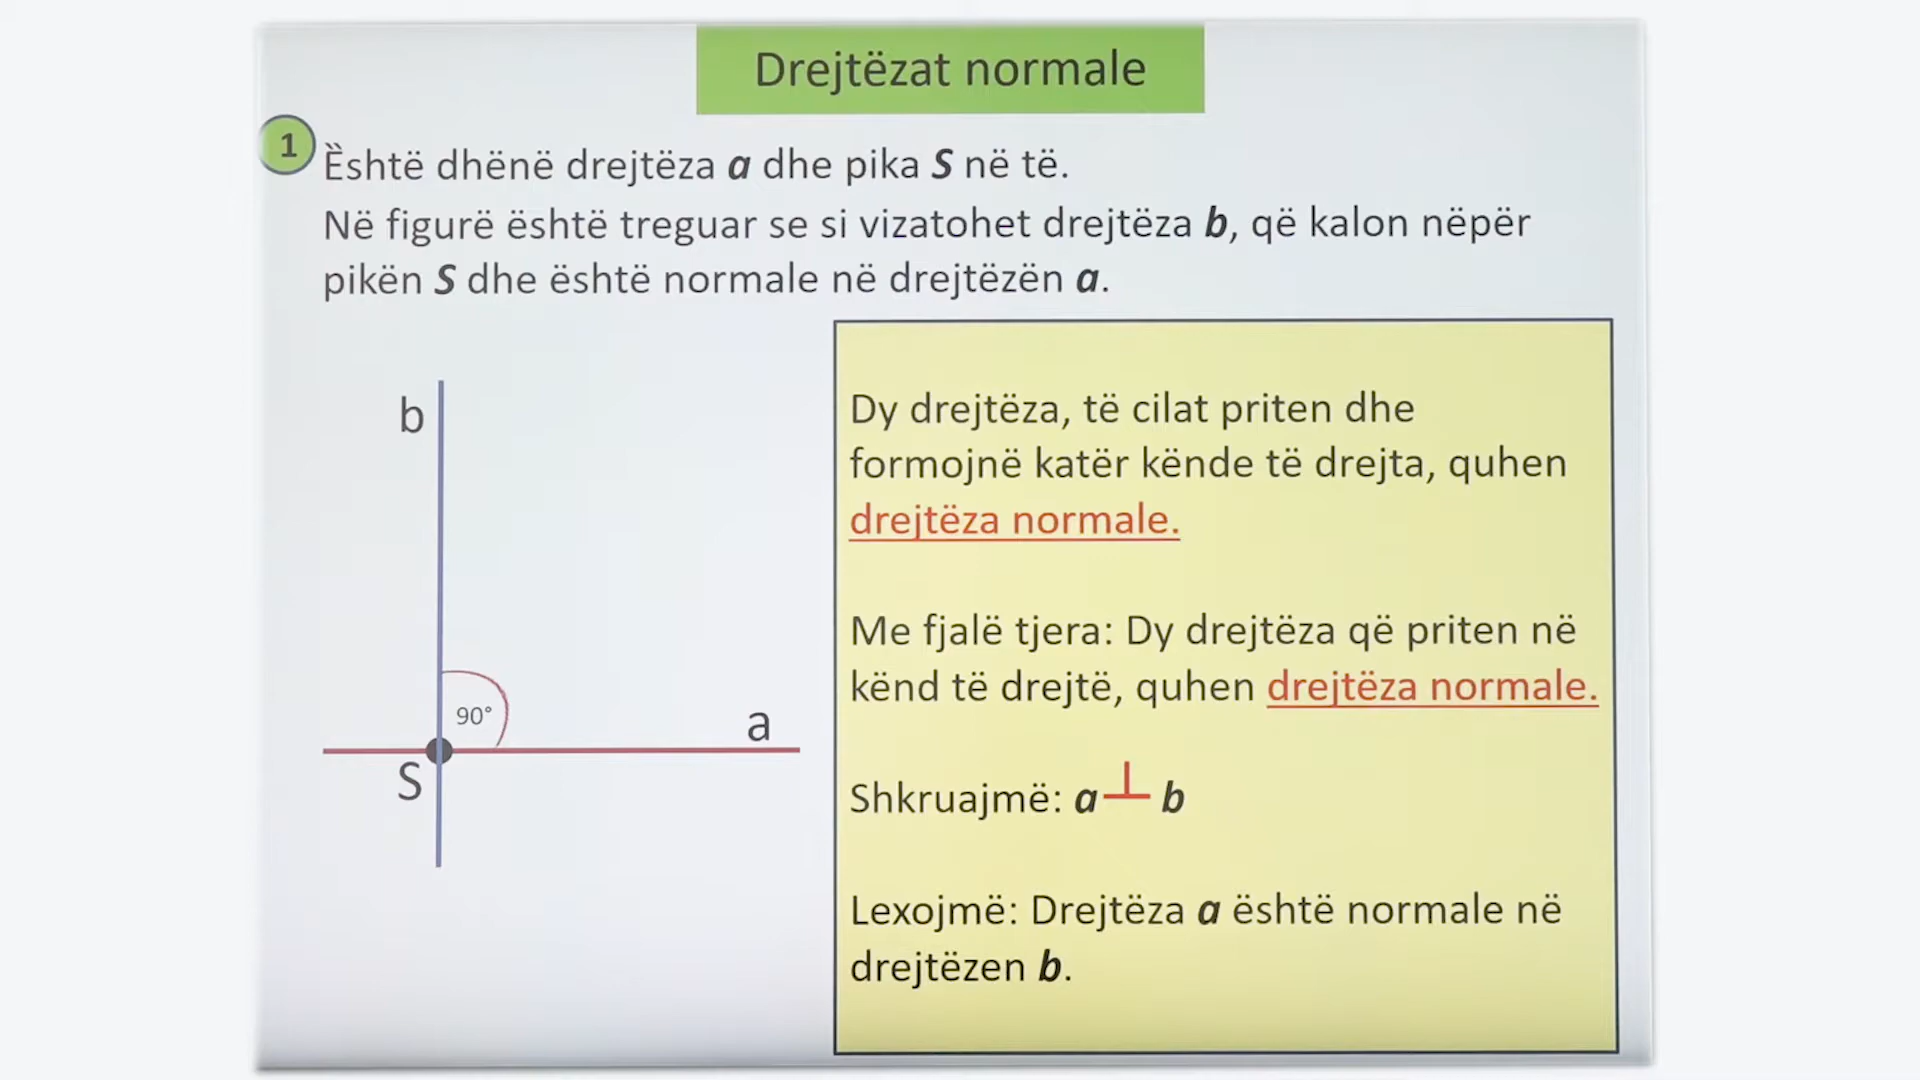 Drejtëzat normale
1
Është dhënë drejtëza a dhe pika S në të.
Në figurë është treguar se si vizatohet drejtëza b, që kalon nëpër
pikën S dhe është normale në drejtëzën a.
b
90°
a
S
Dy drejtëza, të cilat priten dhe
formojnë katër kënde të drejta, quhen
drejtëza normale.
Me fjalë tjera: Dy drejtëza që priten në
kënd të drejtë, quhen drejtëza normale.
Shkruajmë: a ⊥ b
Lexojmë: Drejtëza a është normale në
drejtëzen b.